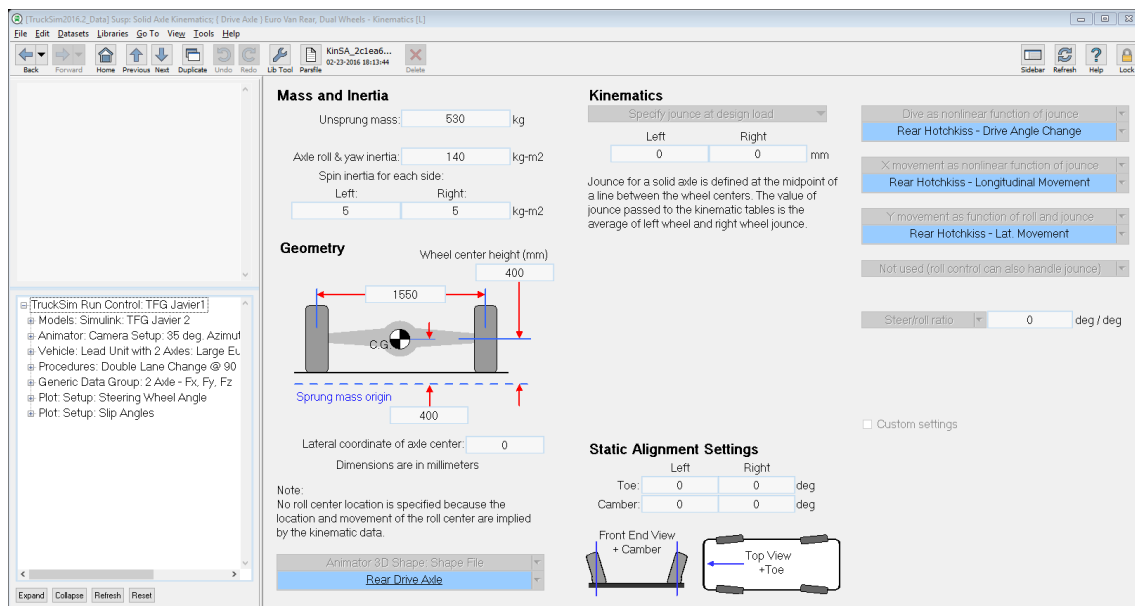 [TruckSim2016.2_Data] Susp: Solid Axle Kinematics; { Drive Axle } Euro Van Rear, Dual Wheels - Kinematics [L]
File Edit Datasets Libraries Go To View Tools Help
Back Forward Home Previous Next Duplicate Undo Redo Lib Tool Parsfile
KinSA_2c1ea6...
02-23-2016 18:13:44
Delete Sidebar Refresh Help Lock
TruckSim Run Control: TFG Javier1
Models: Simulink: TFG Javier 2
Animator: Camera Setup: 35 deg. Azimut
Vehicle: Lead Unit with 2 Axles: Large Eu
Procedures: Double Lane Change @ 90
Generic Data Group: 2 Axle - Fx, Fy, Fz
Plot: Setup: Steering Wheel Angle
Plot: Setup: Slip Angles
Expand Collapse Refresh Reset
Mass and Inertia
Unsprung mass: 530 kg
Axle roll & yaw inertia: 140 kg-m2
Spin inertia for each side:
Left: Right:
5 5 kg-m2
Geometry
Wheel center height (mm)
400
1550
C.G.
Sprung mass origin
400
Lateral coordinate of axle center: 0
Dimensions are in millimeters
Note:
No roll center location is specified because the
location and movement of the roll center are implied
by the kinematic data.
Animator 3D Shape: Shape File
Rear Drive Axle
Kinematics
Specify jounce at design load
Left Right
0 0 mm
Jounce for a solid axle is defined at the midpoint of
a line between the wheel centers. The value of
jounce passed to the kinematic tables is the
average of left wheel and right wheel jounce.
Static Alignment Settings
Left Right
Toe: 0 0 deg
Camber: 0 0 deg
Front End View
+ Camber
Top View
+Toe
Dive as nonlinear function of jounce
Rear Hotchkiss - Drive Angle Change
X movement as nonlinear function of jounce
Rear Hotchkiss - Longitudinal Movement
Y movement as function of roll and jounce
Rear Hotchkiss - Lat. Movement
Not used (roll control can also handle jounce)
Steer/roll ratio 0 deg / deg
Custom settings